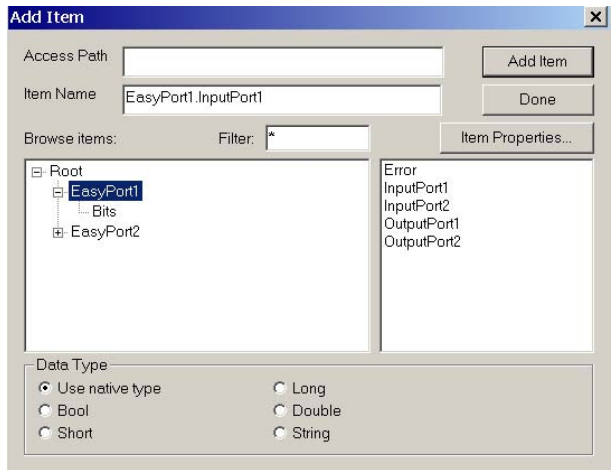 Add Item
Access Path
Add Item
Item Name EasyPort1.InputPort1
Done
Browse items: Filter: *
Item Properties...
Root
EasyPort1
Bits
EasyPort2
Error
InputPort1
InputPort2
OutputPort1
OutputPort2
Data Type
Use native type
Bool
Short
Long
Double
String